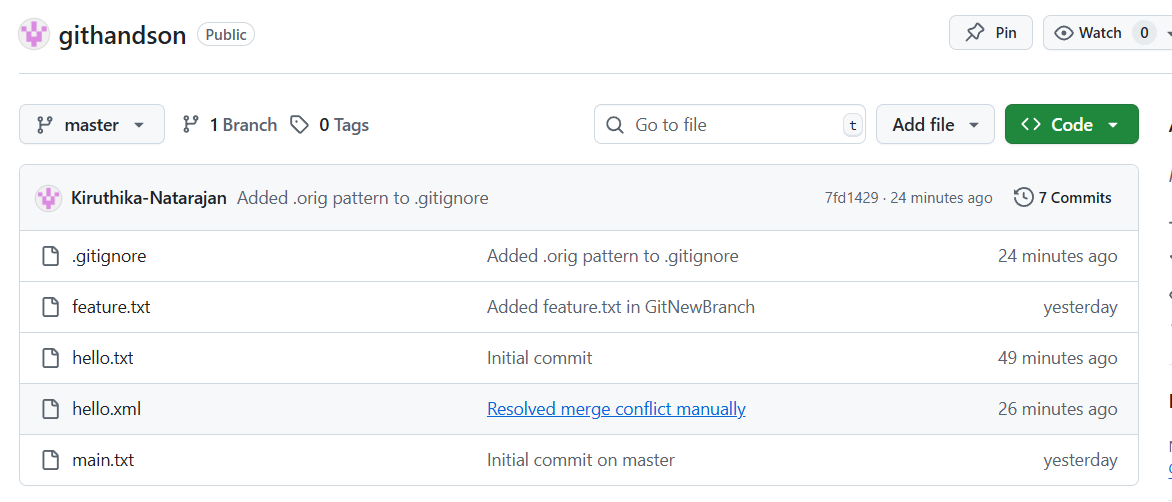 githandson Public Pin Watch 0
master 1 Branch 0 Tags Go to file t Add file Code
Kiruthika-Natarajan Added .orig pattern to .gitignore 7fd1429 · 24 minutes ago 7 Commits
.gitignore Added .orig pattern to .gitignore 24 minutes ago
feature.txt Added feature.txt in GitNewBranch yesterday
hello.txt Initial commit 49 minutes ago
hello.xml Resolved merge conflict manually 26 minutes ago
main.txt Initial commit on master yesterday